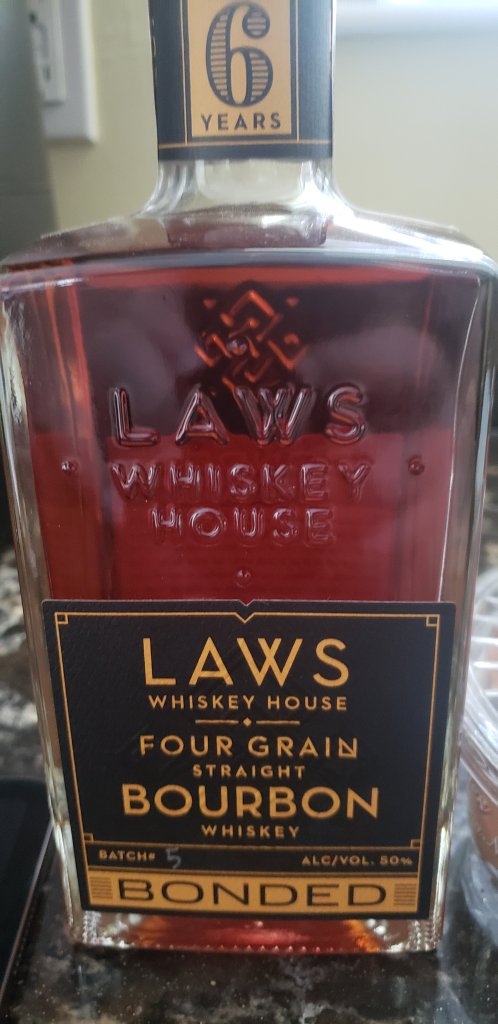 6
YEARS
LAWS
WHISKEY
HOUSE
LAWS
WHISKEY HOUSE
FOUR GRAIN
STRAIGHT
BOURBON
WHISKEY
BATCH# 5 ALC/VOL. 50%
BONDED